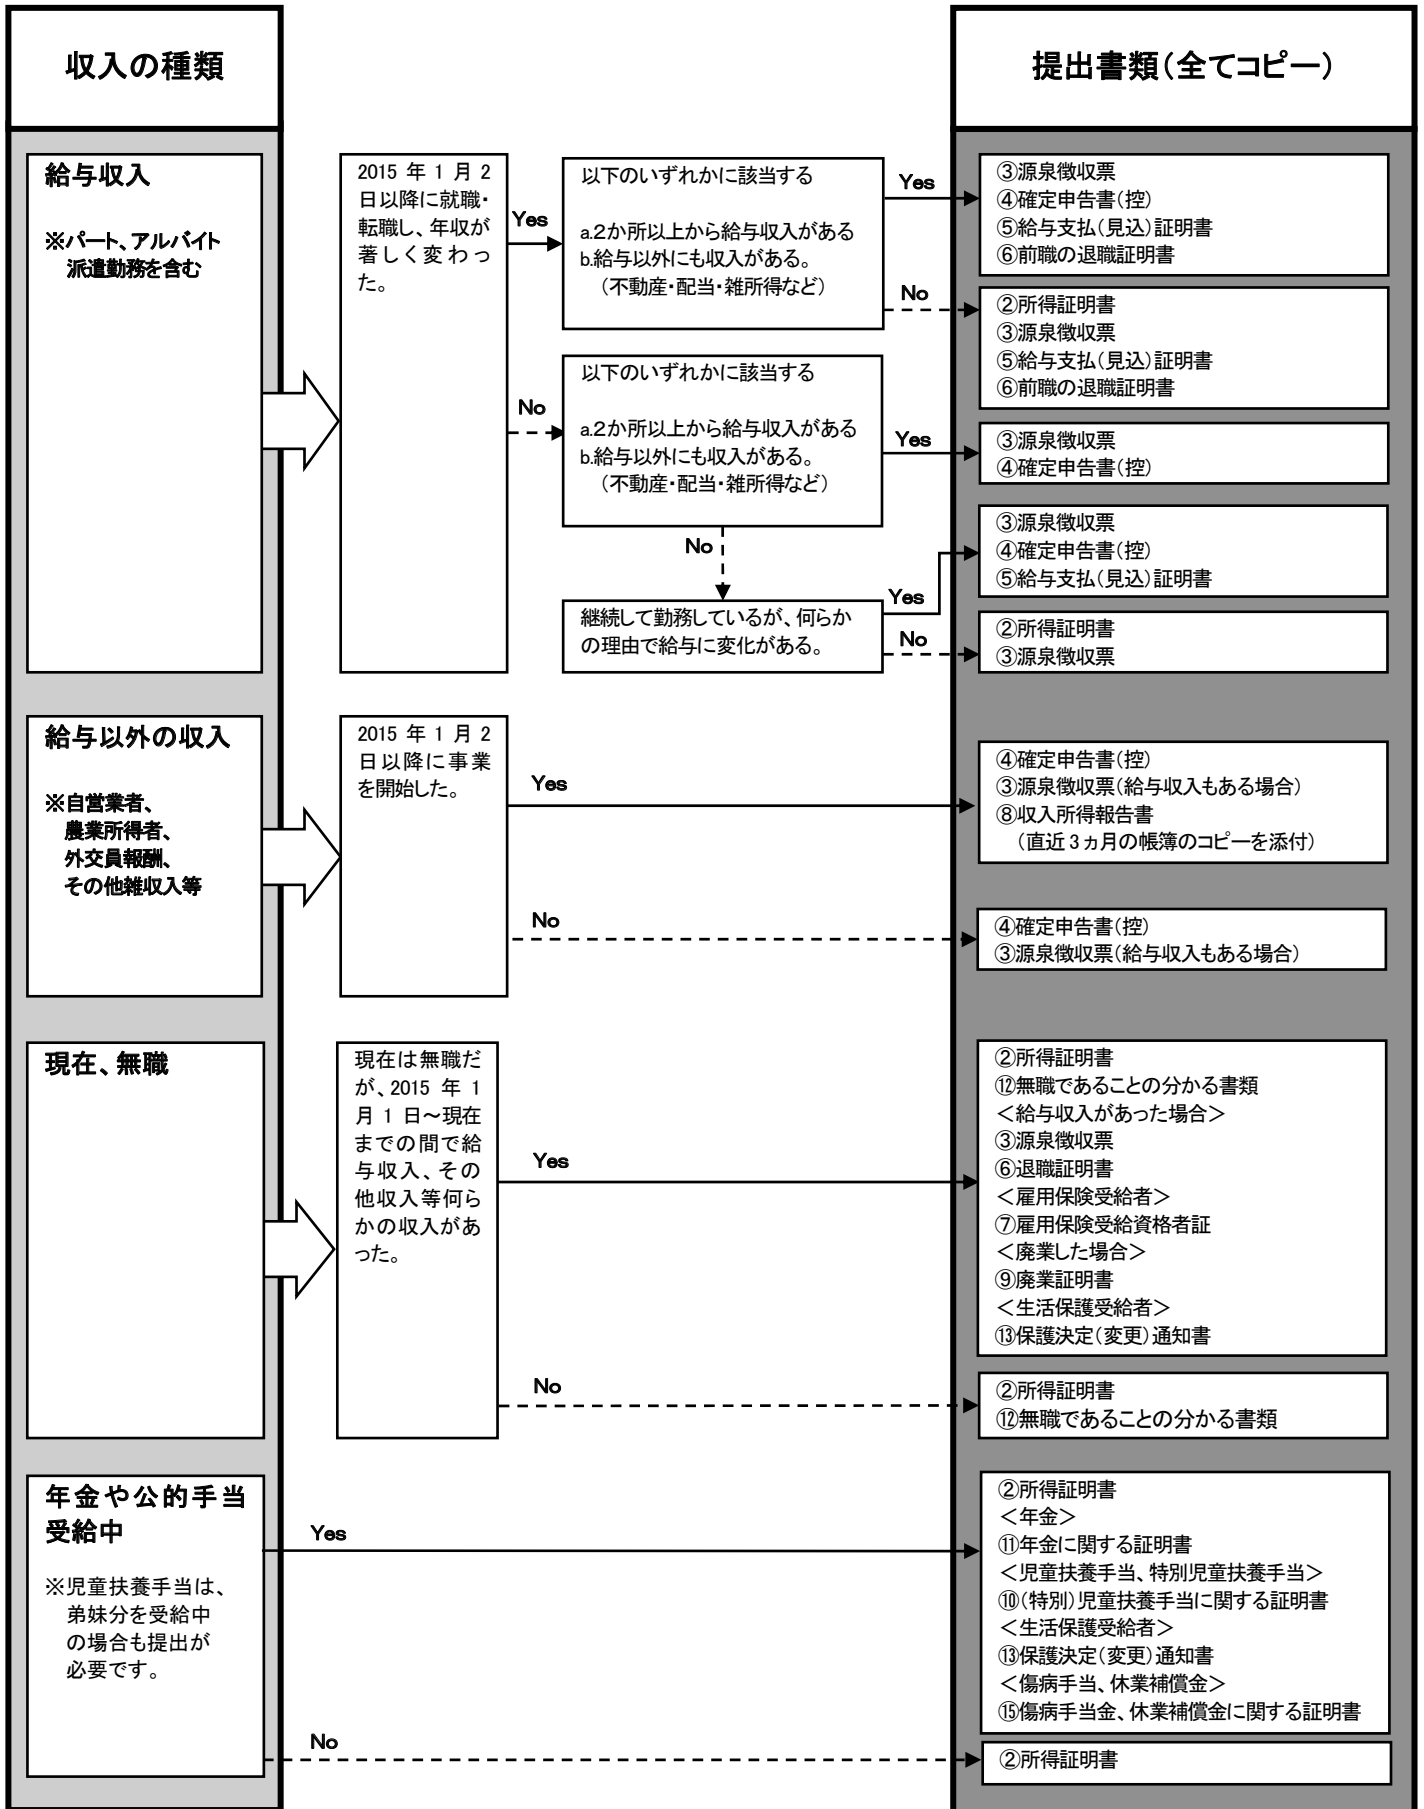 収入の種類
提出書類（全てコピー）
給与収入
※パート、アルバイト
派遣勤務を含む
2015 年 1 月 2
日以降に就職・
転職し、年収が
著しく変わっ
た。
Yes
以下のいずれかに該当する
a.2か所以上から給与収入がある
b.給与以外にも収入がある。
（不動産・配当・雑所得など）
Yes
③源泉徴収票
④確定申告書（控）
⑤給与支払（見込）証明書
⑥前職の退職証明書
No
②所得証明書
③源泉徴収票
⑤給与支払（見込）証明書
⑥前職の退職証明書
No
以下のいずれかに該当する
a.2か所以上から給与収入がある
b.給与以外にも収入がある。
（不動産・配当・雑所得など）
Yes
③源泉徴収票
④確定申告書（控）
No
継続して勤務しているが、何らか
の理由で給与に変化がある。
Yes
③源泉徴収票
④確定申告書（控）
⑤給与支払（見込）証明書
No
②所得証明書
③源泉徴収票
給与以外の収入
※自営業者、
農業所得者、
外交員報酬、
その他雑収入等
2015 年 1 月 2
日以降に事業
を開始した。
Yes
④確定申告書（控）
③源泉徴収票（給与収入もある場合）
⑧収入所得報告書
（直近3ヵ月の帳簿のコピーを添付）
No
④確定申告書（控）
③源泉徴収票（給与収入もある場合）
現在、無職
現在は無職だ
が、2015 年 1
月 1 日～現在
までの間で給
与収入、その
他収入等何ら
かの収入があ
った。
Yes
②所得証明書
⑫無職であることの分かる書類
＜給与収入があった場合＞
③源泉徴収票
⑥退職証明書
＜雇用保険受給者＞
⑦雇用保険受給資格者証
＜廃業した場合＞
⑨廃業証明書
＜生活保護受給者＞
⑬保護決定（変更）通知書
No
②所得証明書
⑫無職であることの分かる書類
年金や公的手当
受給中
※児童扶養手当は、
弟妹分を受給中
の場合も提出が
必要です。
Yes
②所得証明書
＜年金＞
⑪年金に関する証明書
＜児童扶養手当、特別児童扶養手当＞
⑩（特別）児童扶養手当に関する証明書
＜生活保護受給者＞
⑬保護決定（変更）通知書
＜傷病手当、休業補償金＞
⑮傷病手当金、休業補償金に関する証明書
No
②所得証明書